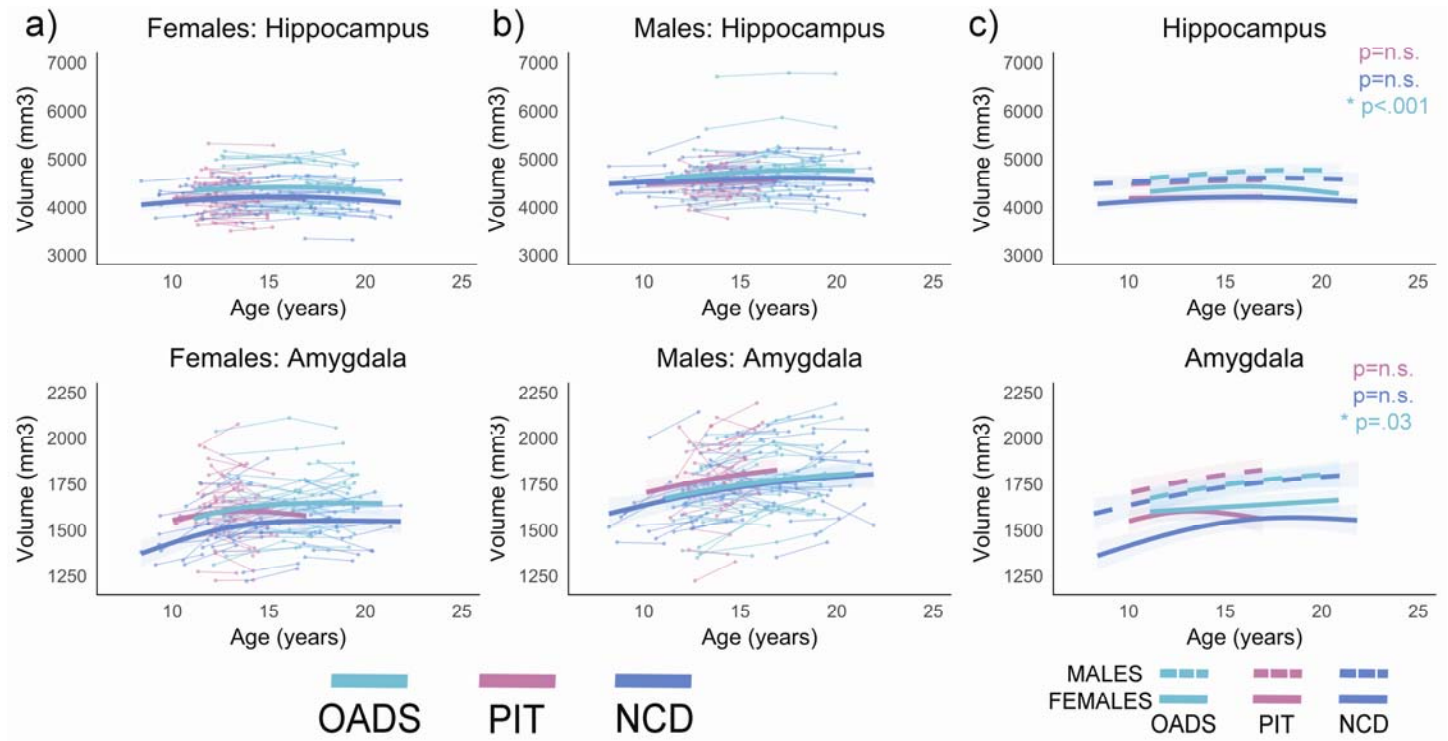 a)
Females: Hippocampus
7000
6000
5000
4000
3000
Volume (mm3)
10
15
20
25
Age (years)
b)
Males: Hippocampus
7000
6000
5000
4000
3000
Volume (mm3)
10
15
20
25
Age (years)
c)
Hippocampus
p=n.s.
p=n.s.
* p<.001
7000
6000
5000
4000
3000
Volume (mm3)
10
15
20
25
Age (years)
Females: Amygdala
2250
2000
1750
1500
1250
Volume (mm3)
10
15
20
25
Age (years)
Males: Amygdala
2250
2000
1750
1500
1250
Volume (mm3)
10
15
20
25
Age (years)
Amygdala
p=n.s.
p=n.s.
* p=.03
2250
2000
1750
1500
1250
Volume (mm3)
10
15
20
25
Age (years)
OADS PIT NCD
MALES
FEMALES
OADS PIT NCD